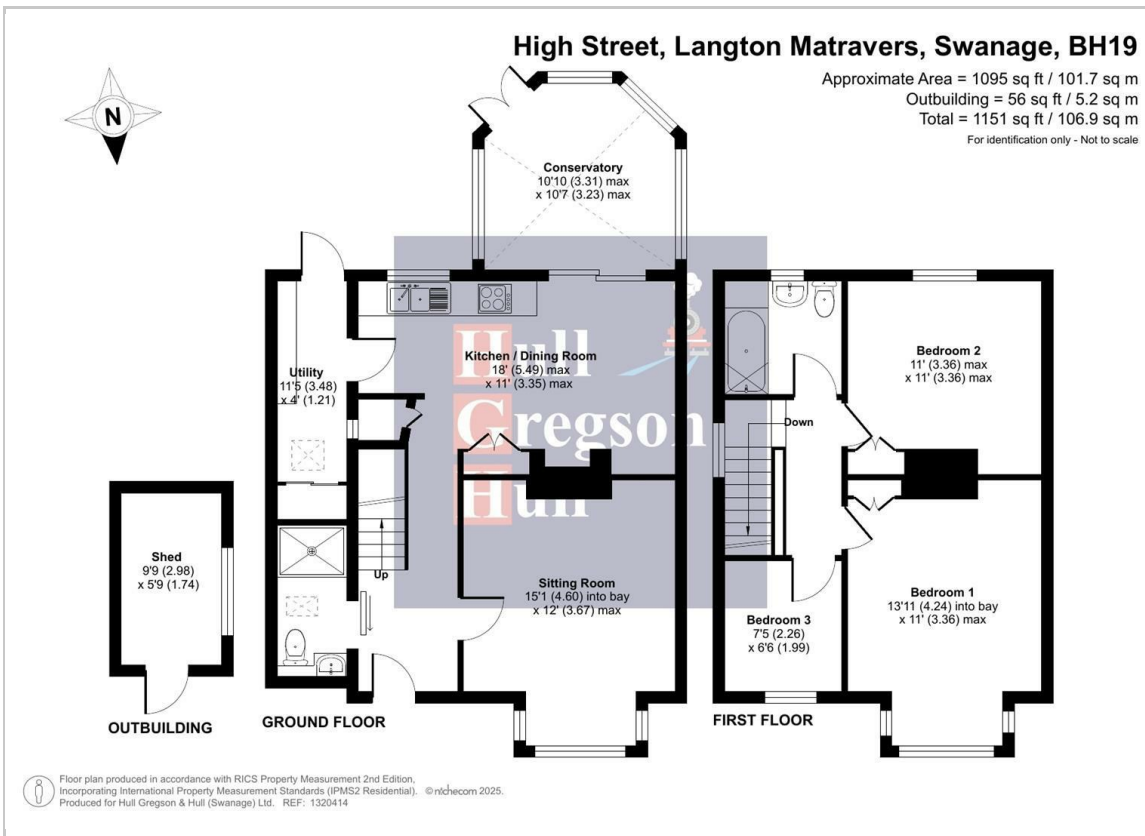 High Street, Langton Matravers, Swanage, BH19
Approximate Area = 1095 sq ft / 101.7 sq m
Outbuilding = 56 sq ft / 5.2 sq m
Total = 1151 sq ft / 106.9 sq m
For identification only - Not to scale
N
Conservatory
10'10 (3.31) max
x 10'7 (3.23) max
Utility
11'5 (3.48)
x 4' (1.21)
Kitchen / Dining Room
18' (5.49) max
x 11' (3.35) max
Hull
Gregson
Hull
Up
Sitting Room
15'1 (4.60) into bay
x 12' (3.67) max
Shed
9'9 (2.98)
x 5'9 (1.74)
OUTBUILDING
GROUND FLOOR
Bedroom 2
11' (3.36) max
x 11' (3.36) max
Down
Bedroom 1
13'11 (4.24) into bay
x 11' (3.36) max
Bedroom 3
7'5 (2.26)
x 6'6 (1.99)
FIRST FLOOR
Floor plan produced in accordance with RICS Property Measurement 2nd Edition,
Incorporating International Property Measurement Standards (IPMS2 Residential). © nichecom 2025.
Produced for Hull Gregson & Hull (Swanage) Ltd. REF: 1320414